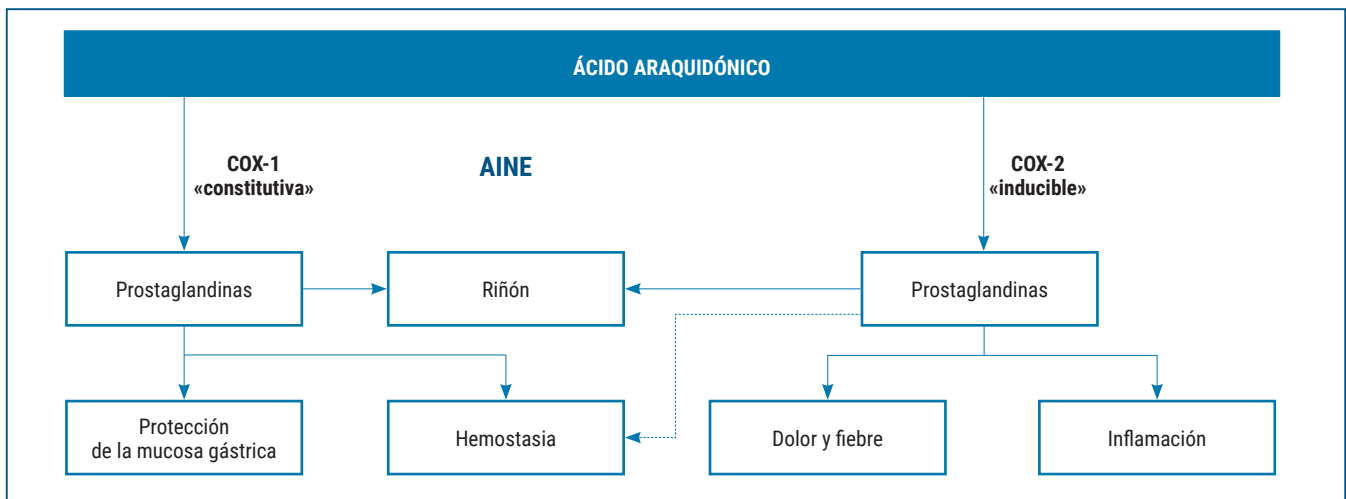 ÁCIDO ARAQUIDÓNICO
COX-1
«constitutiva»
AINE
COX-2
«inducible»
Prostaglandinas
Riñón
Prostaglandinas
Protección
de la mucosa gástrica
Hemostasia
Dolor y fiebre
Inflamación